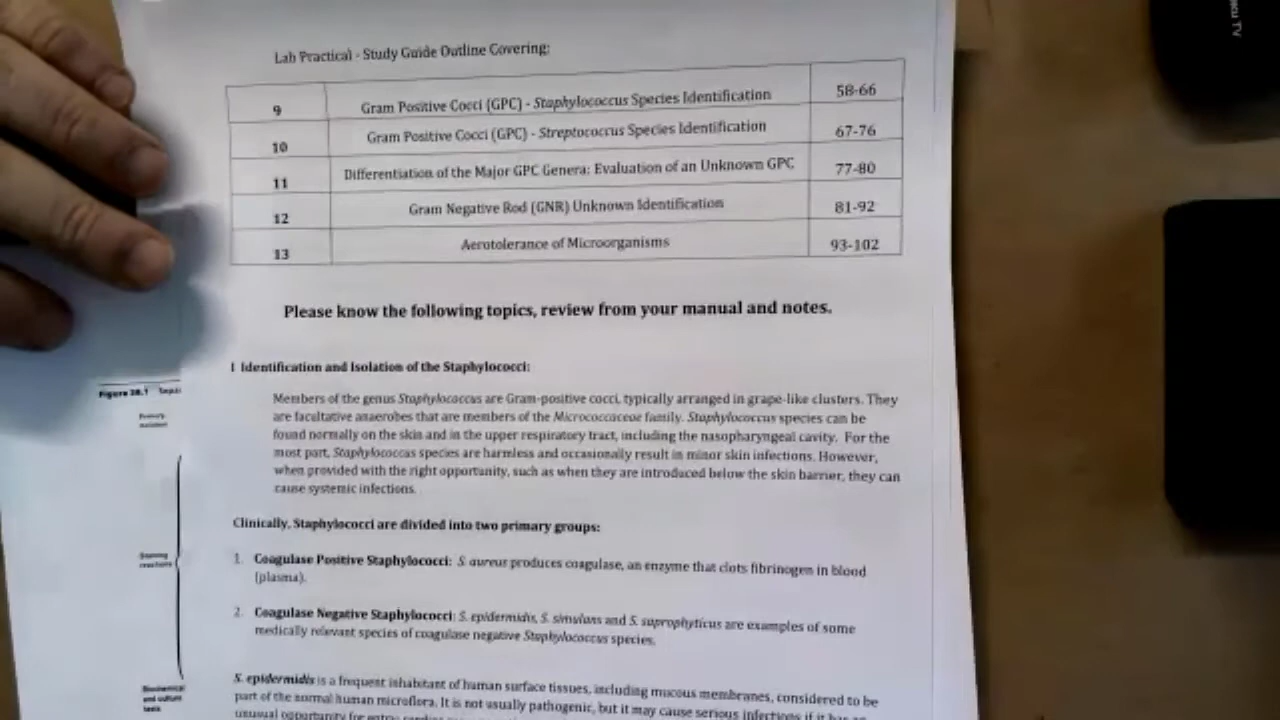 Lab Practical - Study Guide Outline Covering:
9 Gram Positive Cocci (GPC) - Staphylococcus Species Identification 58-66
10 Gram Positive Cocci (GPC) - Streptococcus Species Identification 67-76
11 Differentiation of the Major GPC Genera: Evaluation of an Unknown GPC 77-80
12 Gram Negative Rod (GNR) Unknown Identification 81-92
13 Aerotolerance of Microorganisms 93-102
Please know the following topics, review from your manual and notes.
I Identification and Isolation of the Staphylococci:
Members of the genus Staphylococcus are Gram-positive cocci, typically arranged in grape-like clusters. They
are facultative anaerobes that are members of the Micrococcaceae family. Staphylococcus species can be
found normally on the skin and in the upper respiratory tract, including the nasopharyngeal cavity. For the
most part, Staphylococcus species are harmless and occasionally result in minor skin infections. However,
when provided with the right opportunity, such as when they are introduced below the skin barrier, they can
cause systemic infections.
Clinically, Staphylococci are divided into two primary groups:
1. Coagulase Positive Staphylococci: S. aureus produces coagulase, an enzyme that clots fibrinogen in blood
(plasma).
2. Coagulase Negative Staphylococci: S. epidermidis, S. simulans and S. saprophyticus are examples of some
medically relevant species of coagulase negative Staphylococcus species.
S. epidermidis is a frequent inhabitant of human surface tissues, including mucous membranes, considered to be
part of the normal human microflora. It is not usually pathogenic, but it may cause serious infections if it has an
unusual opportunity for entry,
Figure 28.1
Biochemical
and culture
tests
TV